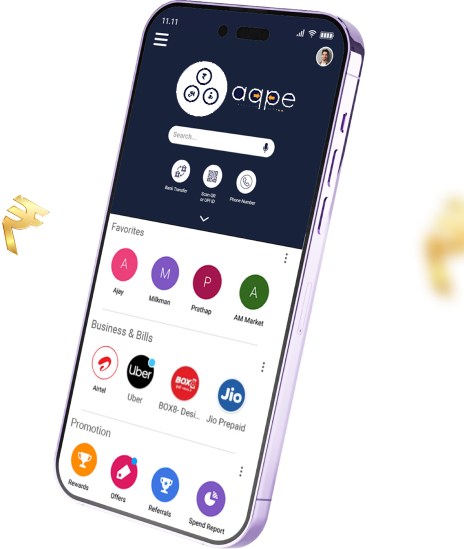 11.11
aqpe
Search...
Bank Transfer
Scan QR
or UPI ID
Phone Number
Favorites
A
M
P
A
Ajay
Milkman
Prathap
AM Market
Business & Bills
Uber
BOX8
Jio
Airtel
Uber
BOX8- Desi...
Jio Prepaid
Promotion
Rewards
Offers
Referrals
Spend Report